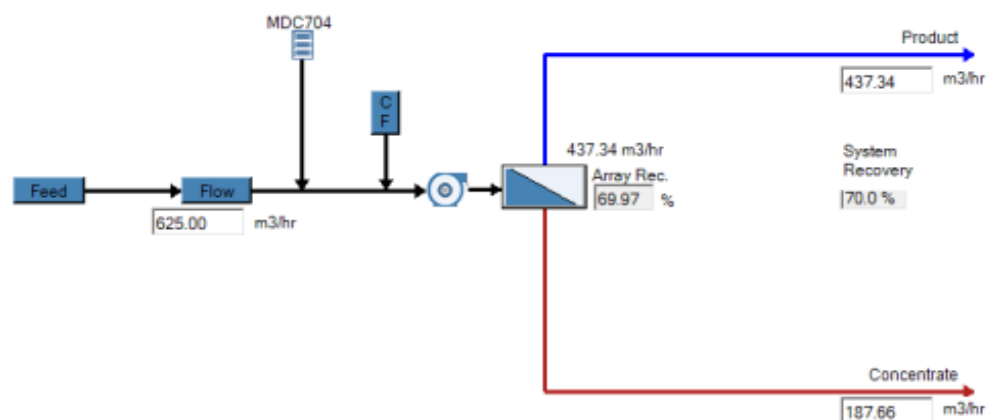 MDC704
Product
437.34 m3/hr
C
F
437.34 m3/hr
System
Recovery
Array Rec.
Feed
Flow
69.97 %
70.0 %
625.00 m3/hr
Concentrate
187.66 m3/hr